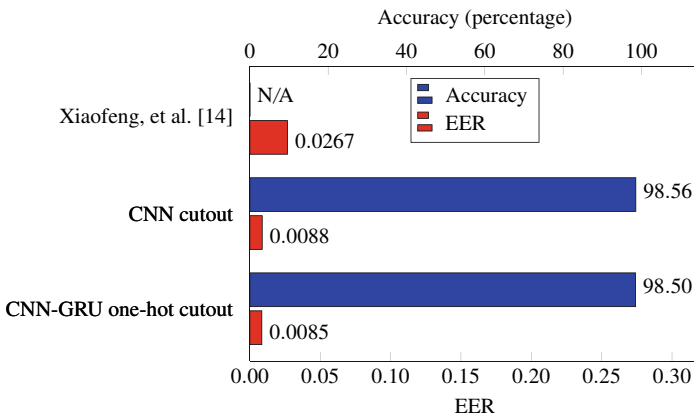 Accuracy (percentage)
0 20 40 60 80 100
N/A
Xiaofeng, et al. [14]
0.0267
Accuracy
EER
98.56
CNN cutout
0.0088
98.50
CNN-GRU one-hot cutout
0.0085
0.00 0.05 0.10 0.15 0.20 0.25 0.30
EER